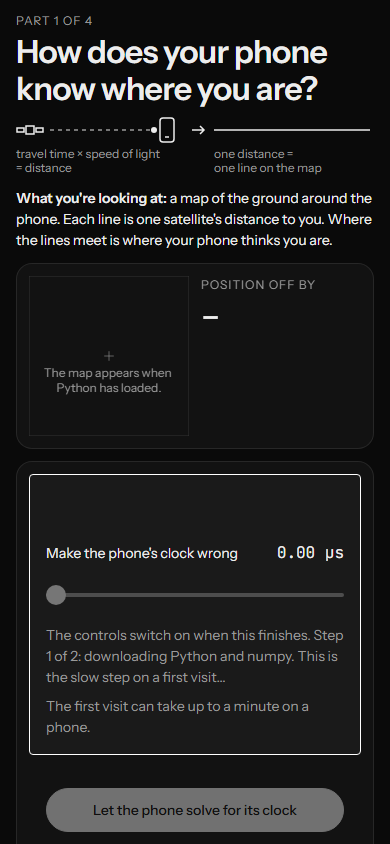 PART 1 OF 4
How does your phone
know where you are?
travel time × speed of light
= distance
one distance =
one line on the map
What you're looking at: a map of the ground around the
phone. Each line is one satellite's distance to you. Where
the lines meet is where your phone thinks you are.
POSITION OFF BY
–
The map appears when
Python has loaded.
Make the phone's clock wrong
0.00 µs
The controls switch on when this finishes. Step
1 of 2: downloading Python and numpy. This is
the slow step on a first visit…
The first visit can take up to a minute on a
phone.
Let the phone solve for its clock